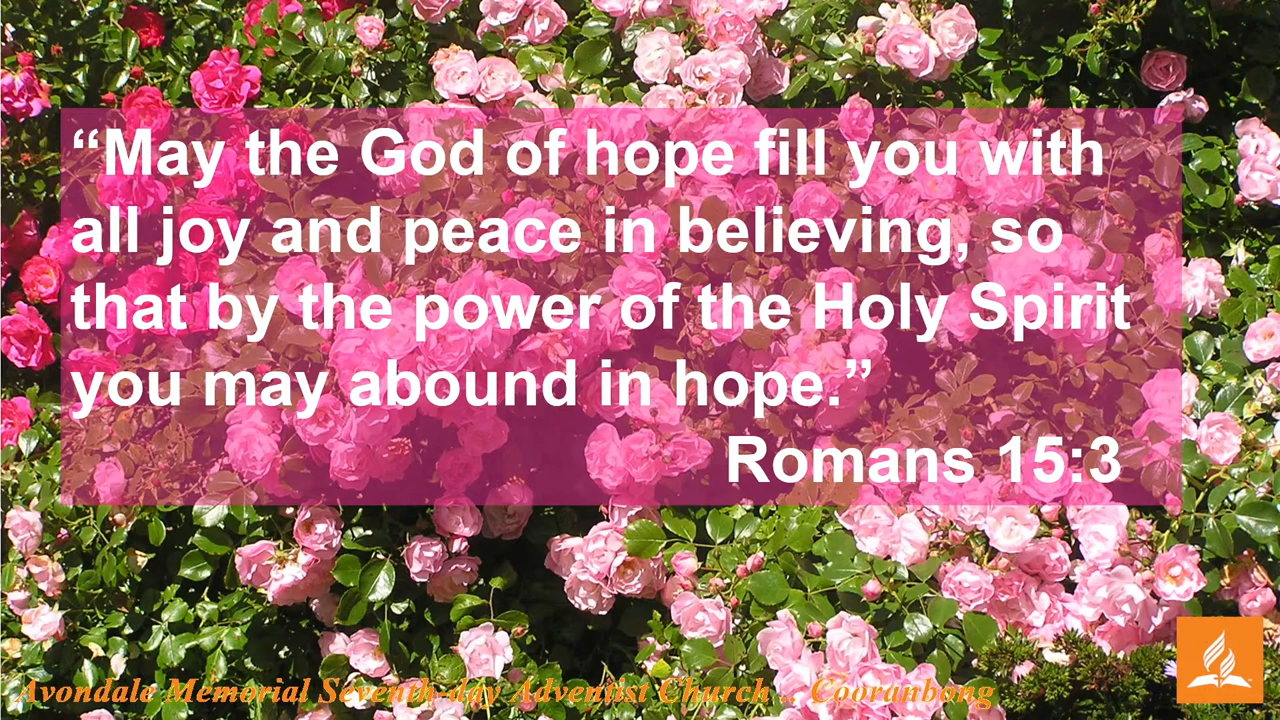 “May the God of hope fill you with
all joy and peace in believing, so
that by the power of the Holy Spirit
you may abound in hope.”
Romans 15:3
Avondale Memorial Seventh-day Adventist Church ... Cooranbong